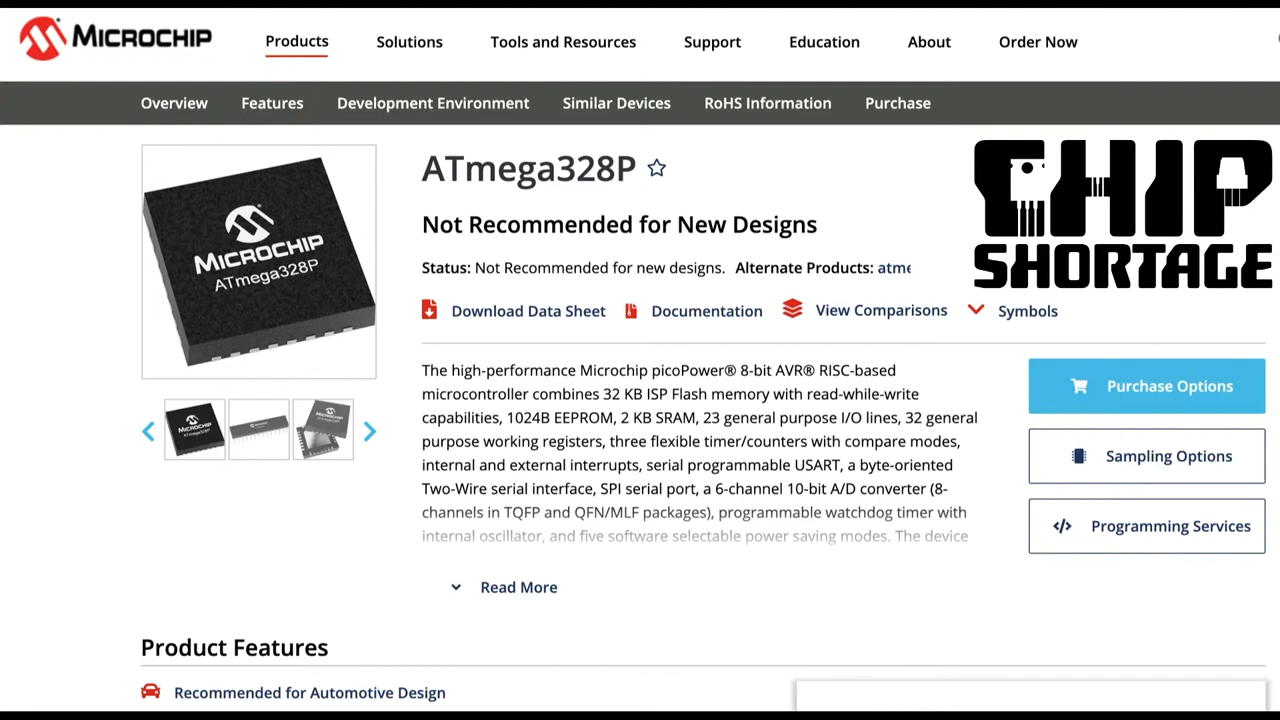 MICROCHIP
Products Solutions Tools and Resources Support Education About Order Now
Overview Features Development Environment Similar Devices RoHS Information Purchase
MICROCHIP
ATmega328P
ATmega328P
CHIP
SHORTAGE
Not Recommended for New Designs
Status: Not Recommended for new designs. Alternate Products: atme
Download Data Sheet Documentation View Comparisons Symbols
The high-performance Microchip picoPower® 8-bit AVR® RISC-based
microcontroller combines 32 KB ISP Flash memory with read-while-write
capabilities, 1024B EEPROM, 2 KB SRAM, 23 general purpose I/O lines, 32 general
purpose working registers, three flexible timer/counters with compare modes,
internal and external interrupts, serial programmable USART, a byte-oriented
Two-Wire serial interface, SPI serial port, a 6-channel 10-bit A/D converter (8-
channels in TQFP and QFN/MLF packages), programmable watchdog timer with
internal oscillator, and five software selectable power saving modes. The device
Purchase Options
Sampling Options
Programming Services
Read More
Product Features
Recommended for Automotive Design